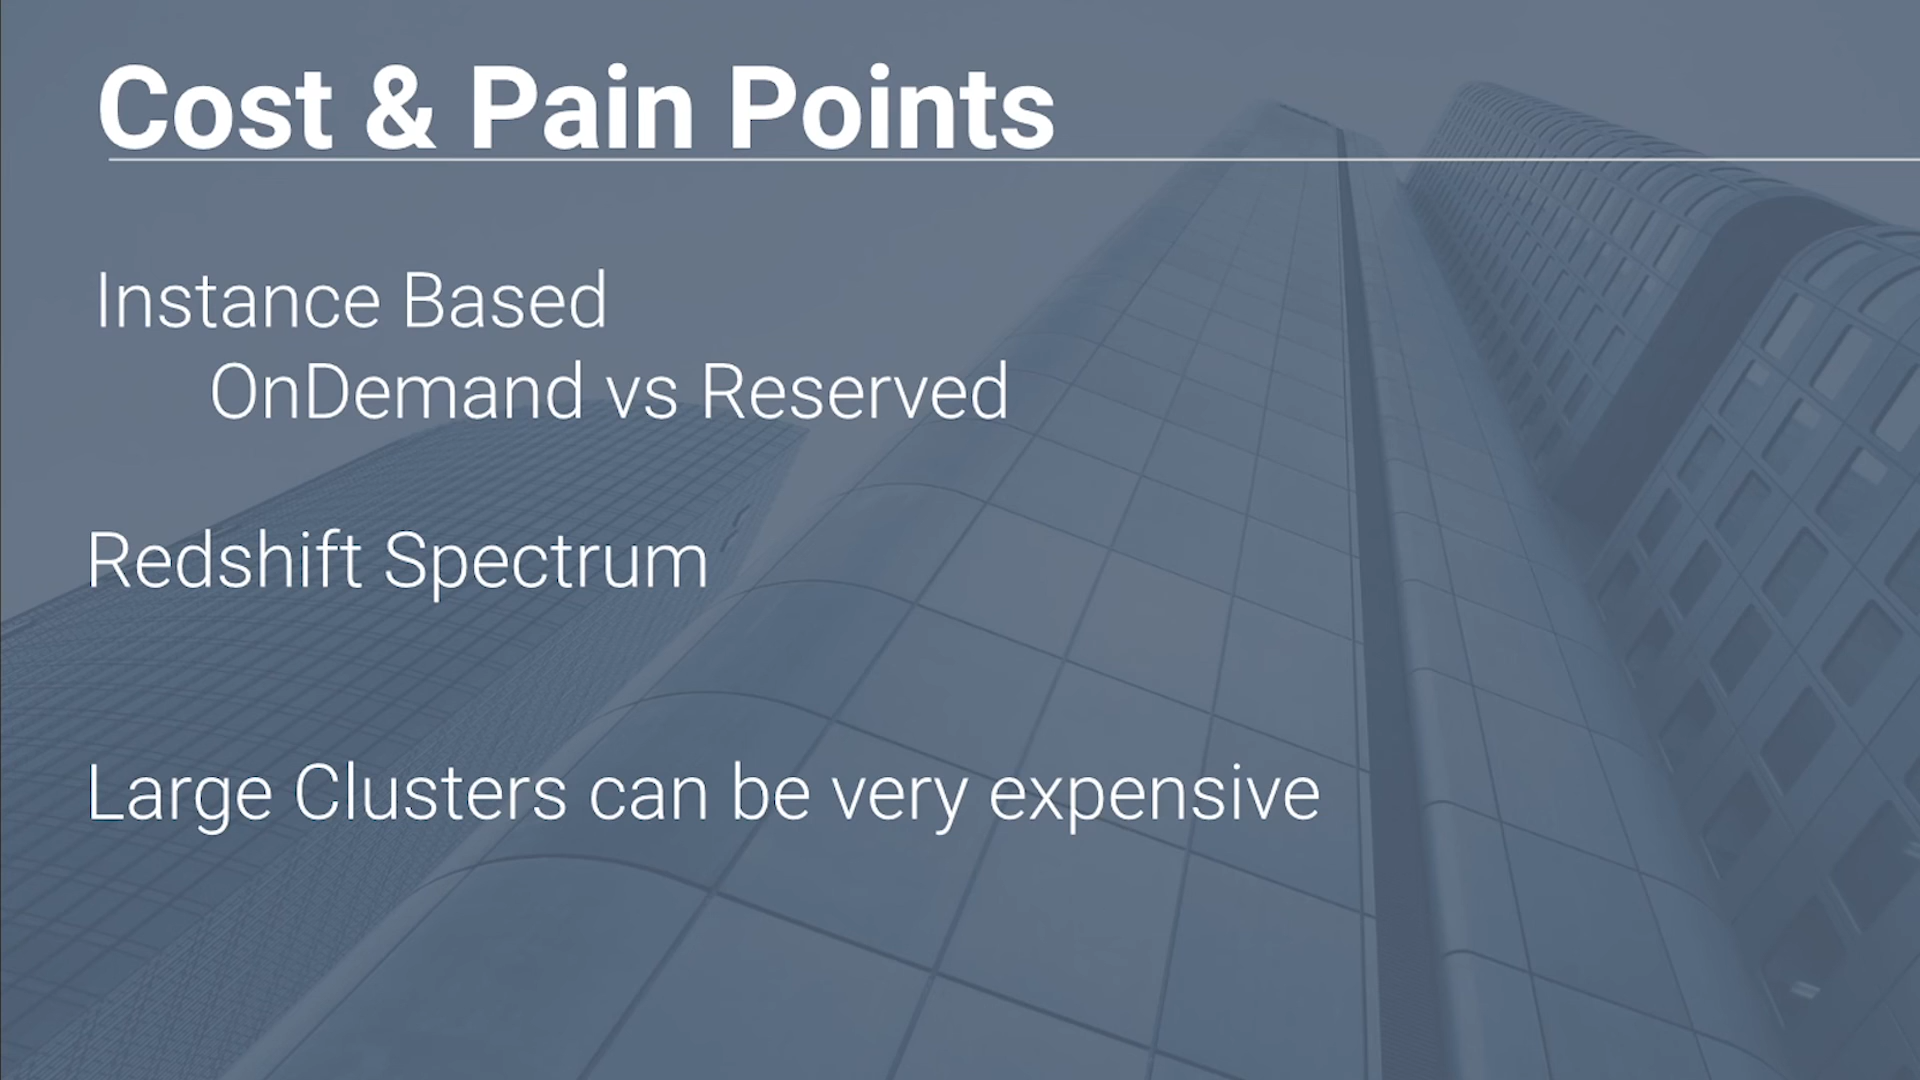 Cost & Pain Points
Instance Based
OnDemand vs Reserved
Redshift Spectrum
Large Clusters can be very expensive